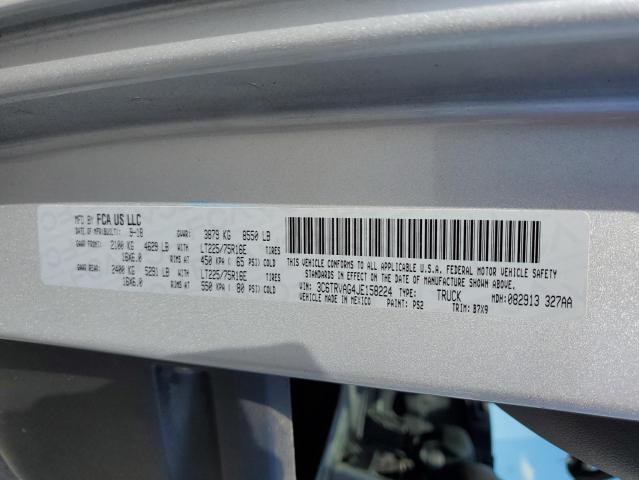 MFD BY FCA US LLC
DATE OF MFR(BUILT): 9-18 GVWR: 3879 KG 8550 LB
GAWR FRONT: 2100 KG 4629 LB WITH LT225/75R16E TIRES
16X6.0 RIMS AT 450 KPA ( 65 PSI) COLD
GAWR REAR: 2400 KG 5291 LB WITH LT225/75R16E TIRES
16X6.0 RIMS AT 550 KPA ( 80 PSI) COLD
THIS VEHICLE CONFORMS TO ALL APPLICABLE U.S.A. FEDERAL MOTOR VEHICLE SAFETY
STANDARDS IN EFFECT ON THE DATE OF MANUFACTURE SHOWN ABOVE.
VIN: 3C6TRVAG4JE158224 TYPE: TRUCK MDH: 082913 327AA
VEHICLE MADE IN MEXICO PAINT: PS2 TRIM: B7X9